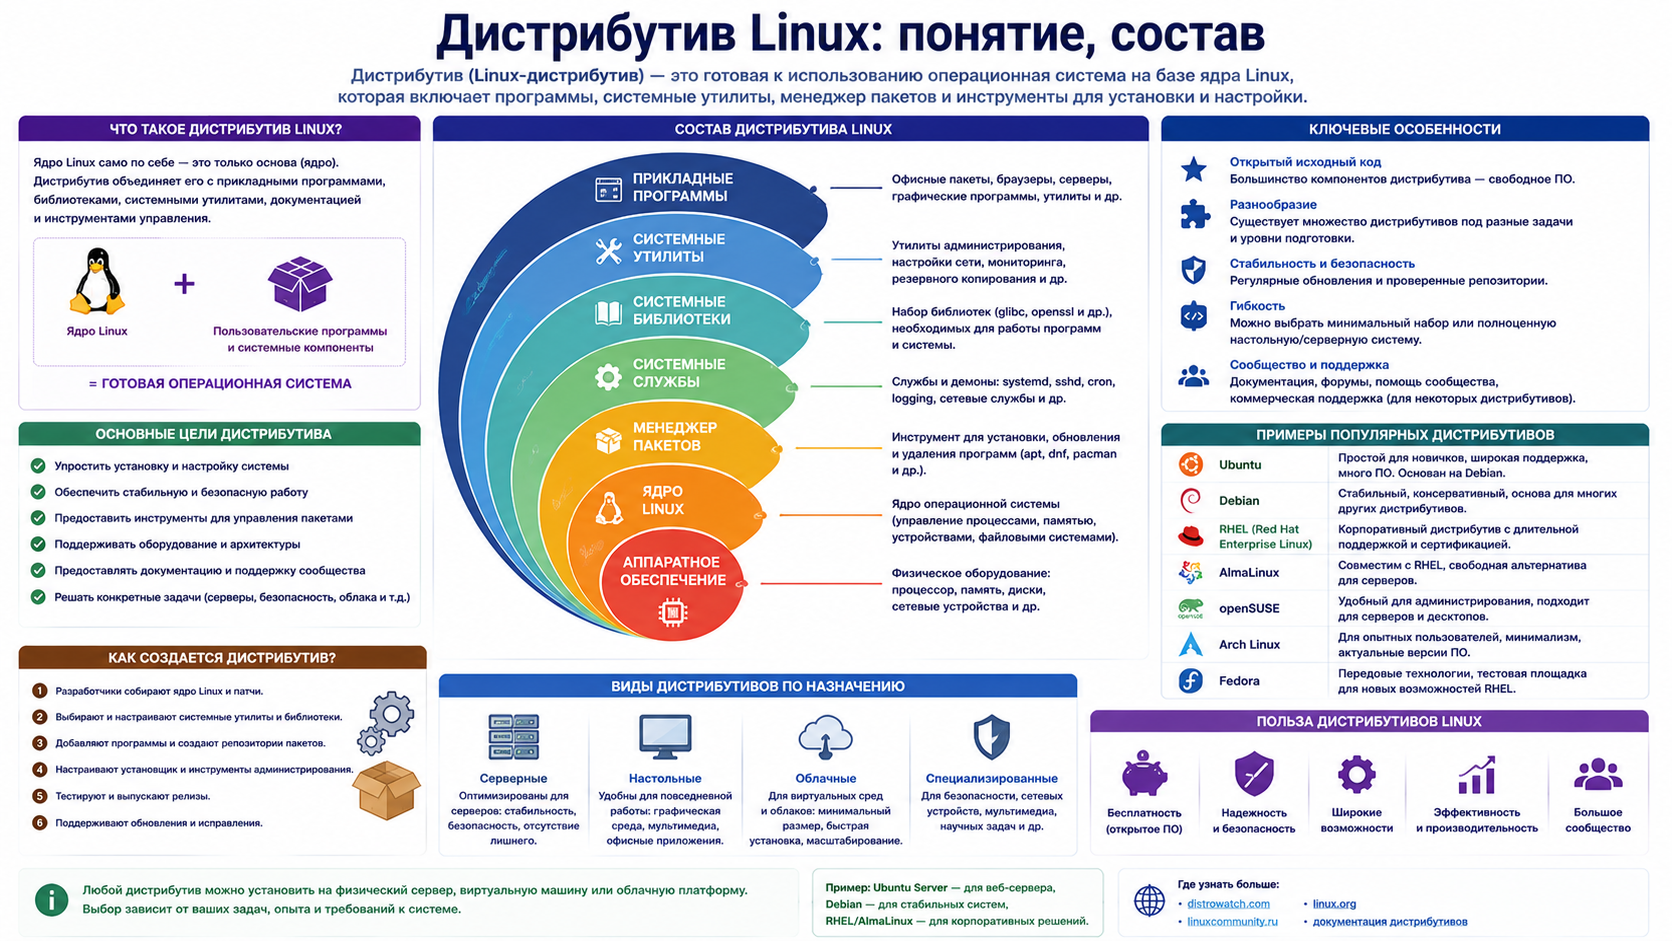 Дистрибутив Linux: понятие, состав
Дистрибутив (Linux-дистрибутив) — это готовая к использованию операционная система на базе ядра Linux,
которая включает программы, системные утилиты, менеджер пакетов и инструменты для установки и настройки.
ЧТО ТАКОЕ ДИСТРИБУТИВ LINUX?
Ядро Linux само по себе — это только основа (ядро).
Дистрибутив объединяет его с прикладными программами,
библиотеками, системными утилитами, документацией
и инструментами управления.
+
Ядро Linux
Пользовательские программы
и системные компоненты
= ГОТОВАЯ ОПЕРАЦИОННАЯ СИСТЕМА
ОСНОВНЫЕ ЦЕЛИ ДИСТРИБУТИВА
Упростить установку и настройку системы
Обеспечить стабильную и безопасную работу
Предоставить инструменты для управления пакетами
Поддерживать оборудование и архитектуры
Предоставлять документацию и поддержку сообщества
Решать конкретные задачи (серверы, безопасность, облака и т.д.)
КАК СОЗДАЕТСЯ ДИСТРИБУТИВ?
1 Разработчики собирают ядро Linux и патчи.
2 Выбирают и настраивают системные утилиты и библиотеки.
3 Добавляют программы и создают репозитории пакетов.
4 Настраивают установщик и инструменты администрирования.
5 Тестируют и выпускают релизы.
6 Поддерживают обновления и исправления.
СОСТАВ ДИСТРИБУТИВА LINUX
ПРИКЛАДНЫЕ
ПРОГРАММЫ
Офисные пакеты, браузеры, серверы,
графические программы, утилиты и др.
СИСТЕМНЫЕ
УТИЛИТЫ
Утилиты администрирования,
настройки сети, мониторинга,
резервного копирования и др.
СИСТЕМНЫЕ
БИБЛИОТЕКИ
Набор библиотек (glibc, openssl и др.),
необходимых для работы программ
и системы.
СИСТЕМНЫЕ
СЛУЖБЫ
Службы и демоны: systemd, sshd, cron,
logging, сетевые службы и др.
МЕНЕДЖЕР
ПАКЕТОВ
Инструмент для установки, обновления
и удаления программ (apt, dnf, pacman
и др.).
ЯДРО
LINUX
Ядро операционной системы
(управление процессами, памятью,
устройствами, файловыми системами).
АППАРАТНОЕ
ОБЕСПЕЧЕНИЕ
Физическое оборудование:
процессор, память, диски,
сетевые устройства и др.
ВИДЫ ДИСТРИБУТИВОВ ПО НАЗНАЧЕНИЮ
Серверные
Оптимизированы для
серверов: стабильность,
безопасность, отсутствие
лишнего.
Настольные
Удобны для повседневной
работы: графическая
среда, мультимедиа,
офисные приложения.
Облачные
Для виртуальных сред
и облаков: минимальный
размер, быстрая
установка, масштабирование.
Специализированные
Для безопасности, сетевых
устройств, мультимедиа,
научных задач и др.
КЛЮЧЕВЫЕ ОСОБЕННОСТИ
Открытый исходный код
Большинство компонентов дистрибутива — свободное ПО.
Разнообразие
Существует множество дистрибутивов под разные задачи
и уровни подготовки.
Стабильность и безопасность
Регулярные обновления и проверенные репозитории.
</>
Гибкость
Можно выбрать минимальный набор или полноценную
настольную/серверную систему.
Сообщество и поддержка
Документация, форумы, помощь сообщества,
коммерческая поддержка (для некоторых дистрибутивов).
ПРИМЕРЫ ПОПУЛЯРНЫХ ДИСТРИБУТИВОВ
Ubuntu
Простой для новичков, широкая поддержка,
много ПО. Основан на Debian.
Debian
Стабильный, консервативный, основа для многих
других дистрибутивов.
RHEL (Red Hat
Enterprise Linux)
Корпоративный дистрибутив с длительной
поддержкой и сертификацией.
AlmaLinux
Совместим с RHEL, свободная альтернатива
для серверов.
openSUSE
Удобный для администрирования, подходит
для серверов и десктопов.
Arch Linux
Для опытных пользователей, минимализм,
актуальные версии ПО.
Fedora
Передовые технологии, тестовая площадка
для новых возможностей RHEL.
ПОЛЬЗА ДИСТРИБУТИВОВ LINUX
Бесплатность
(открытое ПО)
Надежность
и безопасность
Широкие
возможности
Эффективность
и производительность
Большое
сообщество
Любой дистрибутив можно установить на физический сервер, виртуальную машину или облачную платформу.
Выбор зависит от ваших задач, опыта и требований к системе.
Пример: Ubuntu Server — для веб-сервера,
Debian — для стабильных систем,
RHEL/AlmaLinux — для корпоративных решений.
Где узнать больше:
• distrowatch.com
• linux.org
• linuxcommunity.ru
• документация дистрибутивов